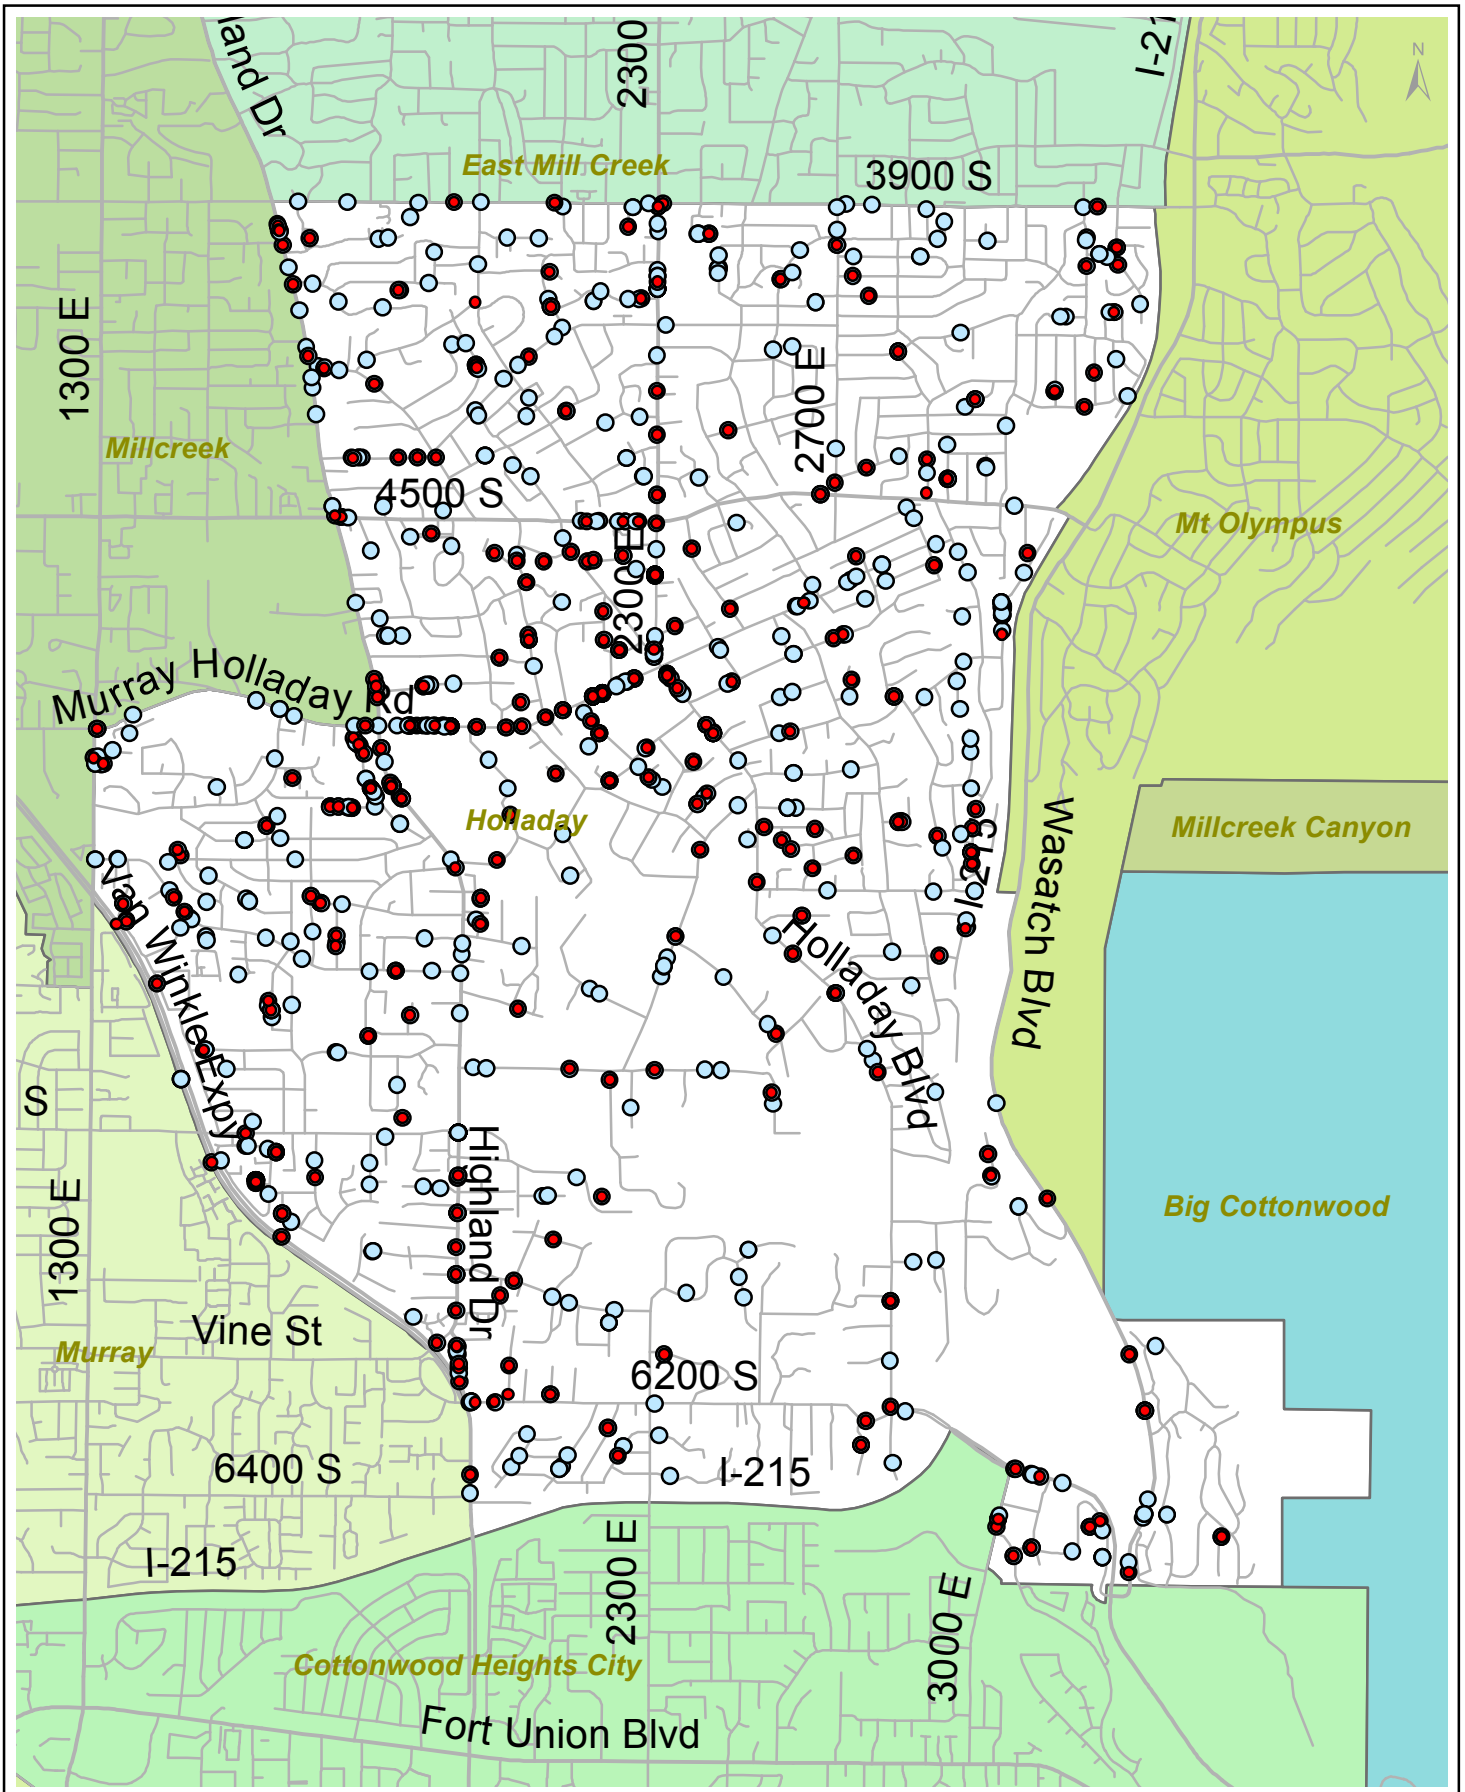 land Dr
2300
I-21
N
East Mill Creek
3900 S
1300 E
2700 E
Millcreek
4500 S
Mt Olympus
2300 E
Murray Holladay Rd
Holladay
Millcreek Canyon
I-215
Wasatch Blvd
Van Winkle Expy
Holladay Blvd
S
Highland Dr
1300 E
Big Cottonwood
Vine St
Murray
6200 S
6400 S
I-215
I-215
2300 E
3000 E
Cottonwood Heights City
Fort Union Blvd